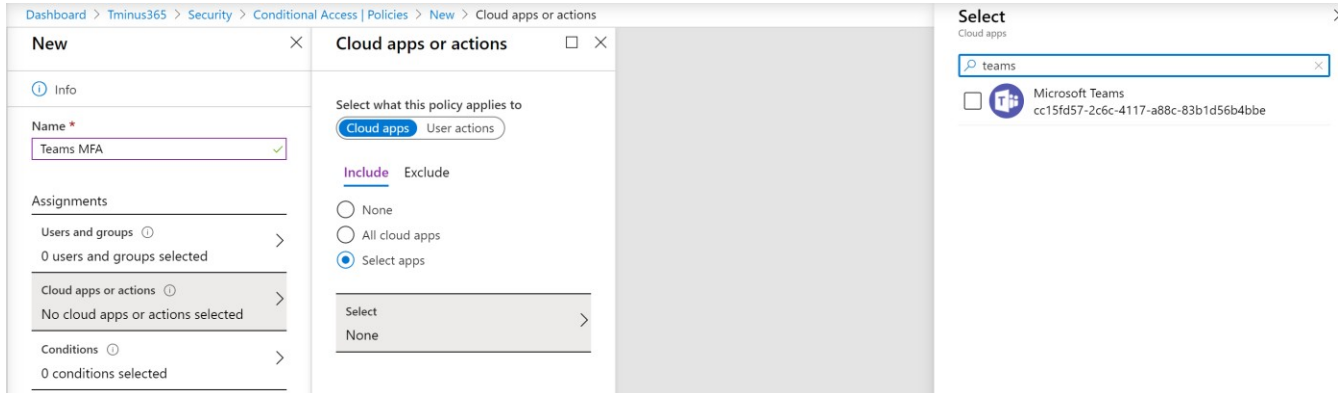 Dashboard > Tminus365 > Security > Conditional Access | Policies > New > Cloud apps or actions
New
Info
Name *
Teams MFA
Assignments
Users and groups
0 users and groups selected
Cloud apps or actions
No cloud apps or actions selected
Conditions
0 conditions selected
Cloud apps or actions
Select what this policy applies to
Cloud apps User actions
Include Exclude
None
All cloud apps
Select apps
Select
None
Select
Cloud apps
teams
Microsoft Teams
cc15fd57-2c6c-4117-a88c-83b1d56b4bbe